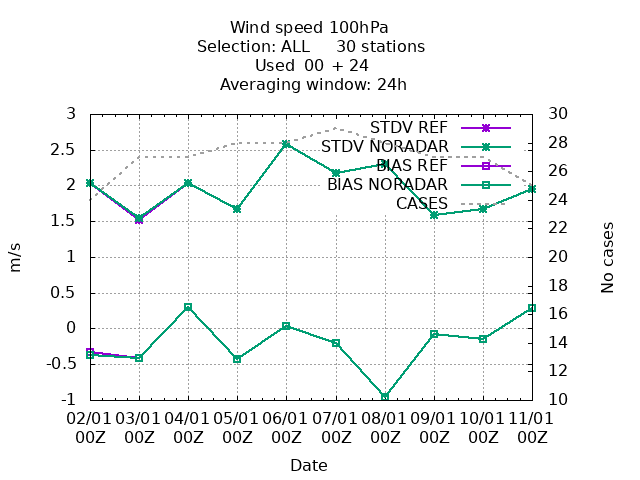 Wind speed 100hPa
Selection: ALL 30 stations
Used 00 + 24
Averaging window: 24h
3 30
STDV REF
28
2.5 STDV NORADAR
BIAS REF 26
2 BIAS NORADAR
24
CASES
1.5 22
m/s 1 20 No cases
0.5 18
16
0 14
-0.5 12
-1 10
02/01 03/01 04/01 05/01 06/01 07/01 08/01 09/01 10/01 11/01
00Z 00Z 00Z 00Z 00Z 00Z 00Z 00Z 00Z 00Z
Date